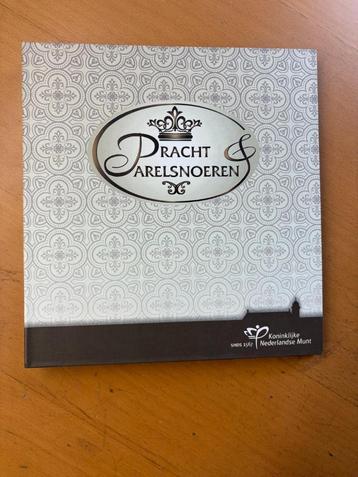 PRACHT &
PARELSNOEREN
SINDS 1567
Koninklijke
Nederlandse Munt